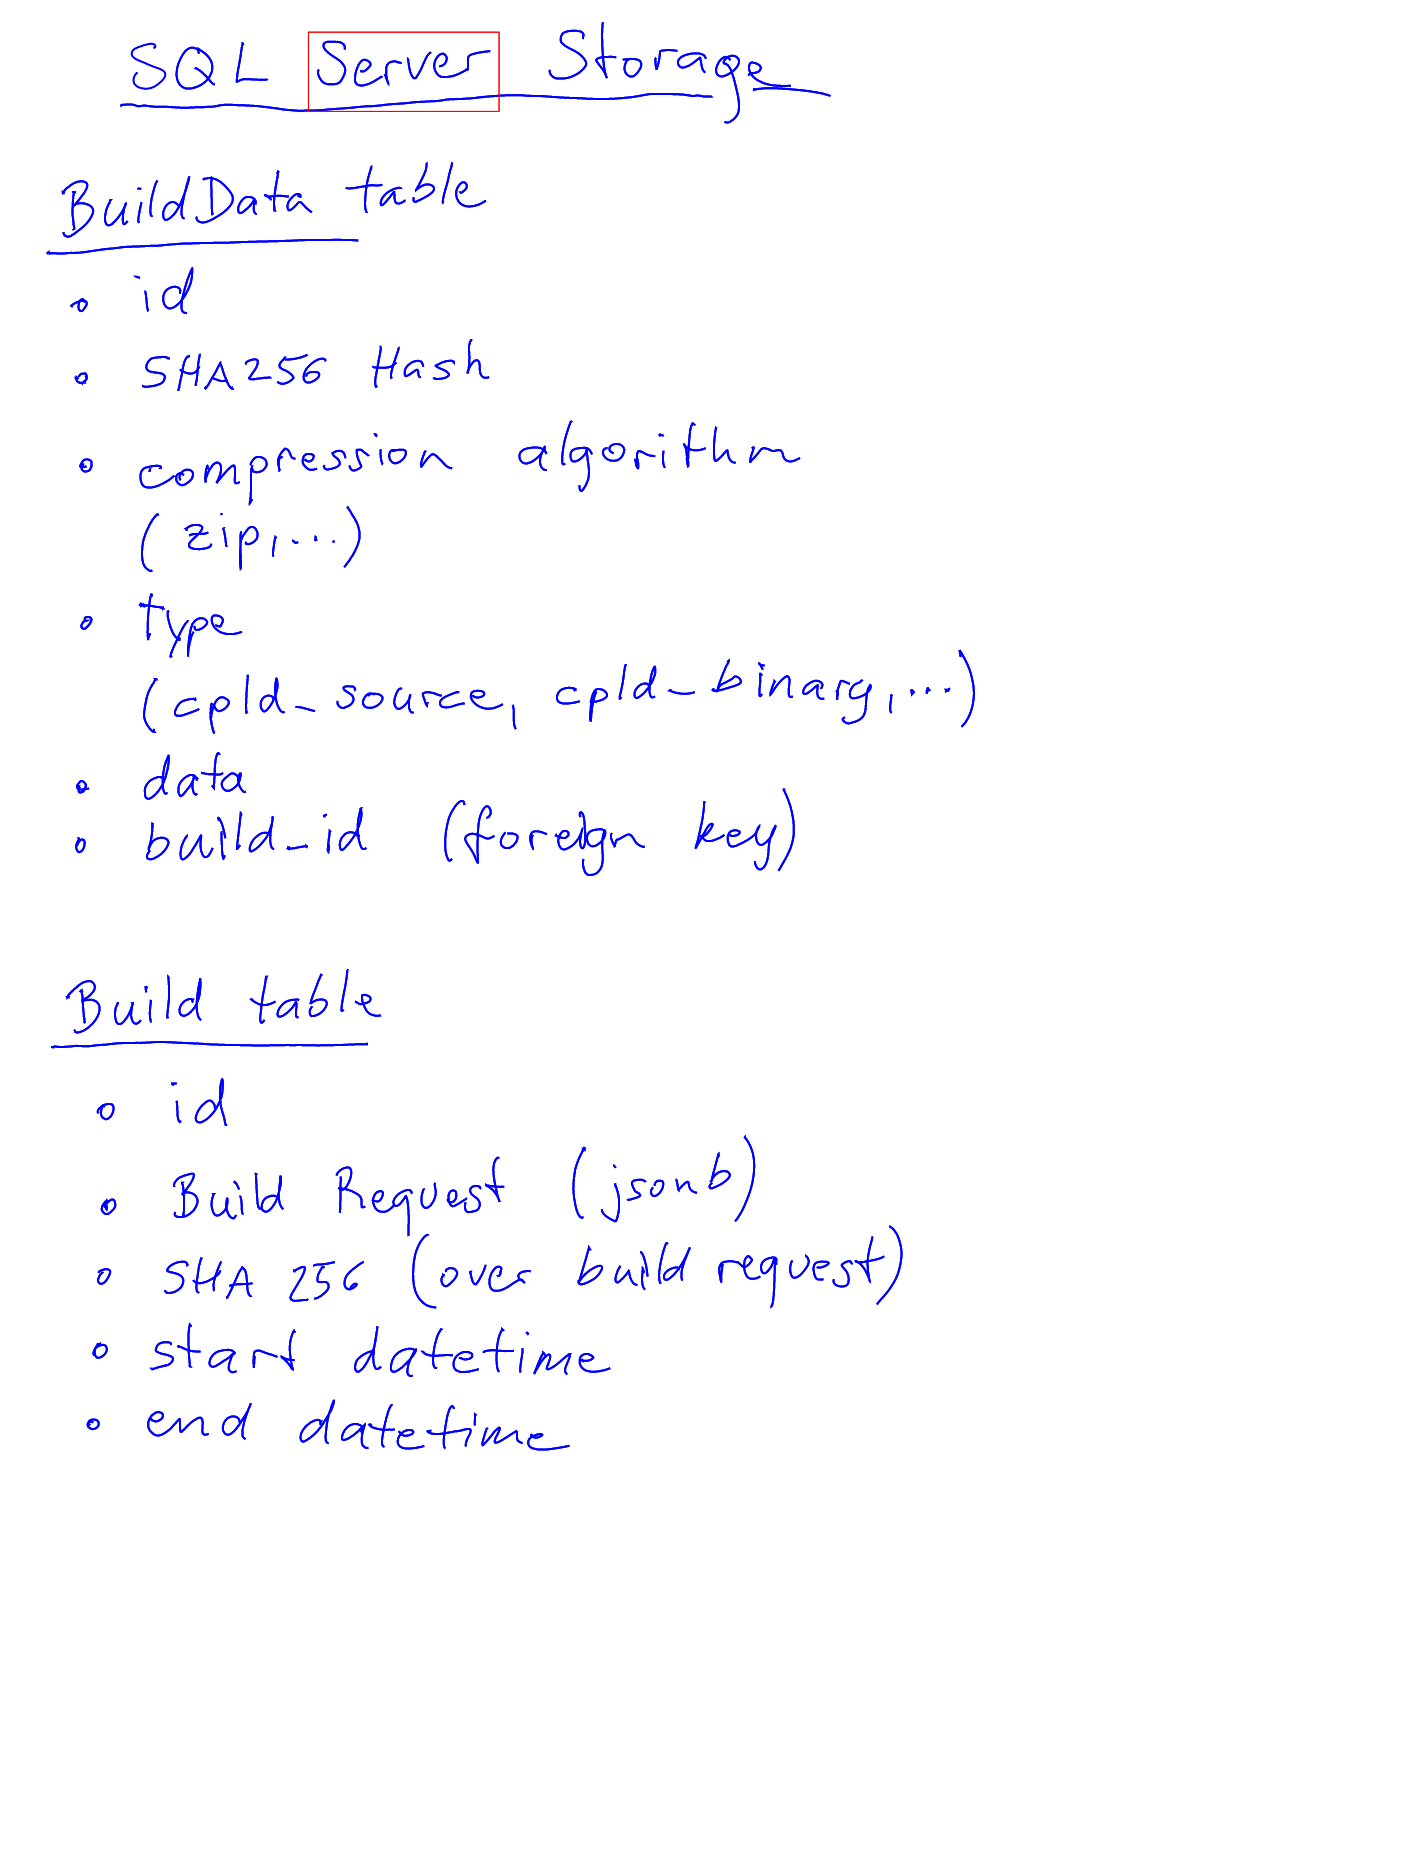 SQL Server Storage
BuildData table
• id
• SHA256 Hash
• compression algorithm
(zip,...)
• type
(cpld_source, cpld_binary,...)
• data
• build_id (foreign key)
Build table
• id
• Build Request (jsonb)
• SHA 256 (over build request)
• start datetime
• end datetime